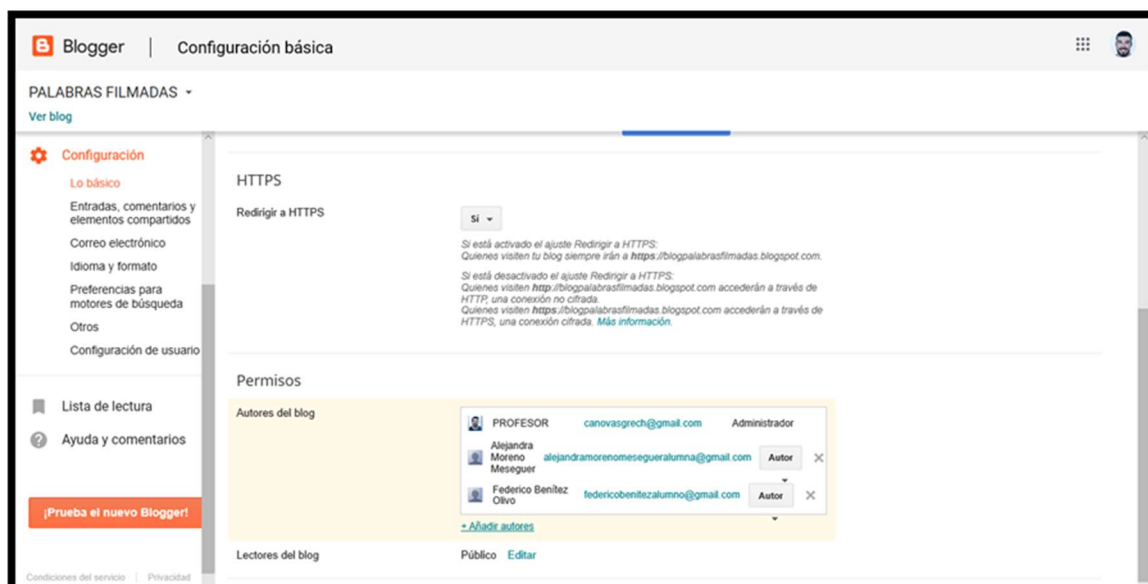 Blogger | Configuración básica
PALABRAS FILMADAS
Ver blog
Configuración
Lo básico
Entradas, comentarios y
elementos compartidos
Correo electrónico
Idioma y formato
Preferencias para
motores de búsqueda
Otros
Configuración de usuario
Lista de lectura
Ayuda y comentarios
¡Prueba el nuevo Blogger!
Condiciones del servicio | Privacidad
HTTPS
Redirigir a HTTPS
Sí
Si está activado el ajuste Redirigir a HTTPS:
Quienes visiten tu blog siempre irán a https://blogpalabrasfilmadas.blogspot.com.
Si está desactivado el ajuste Redirigir a HTTPS:
Quienes visiten http://blogpalabrasfilmadas.blogspot.com accederán a través de
HTTP, una conexión no cifrada.
Quienes visiten https://blogpalabrasfilmadas.blogspot.com accederán a través de
HTTPS, una conexión cifrada. Más información.
Permisos
Autores del blog
PROFESOR canovasgrech@gmail.com Administrador
Alejandra
Moreno alejandramorenomesegueralumna@gmail.com Autor
Meseguer
Federico Benítez
Olivo federicobenitezalumno@gmail.com Autor
+ Añadir autores
Lectores del blog Público Editar